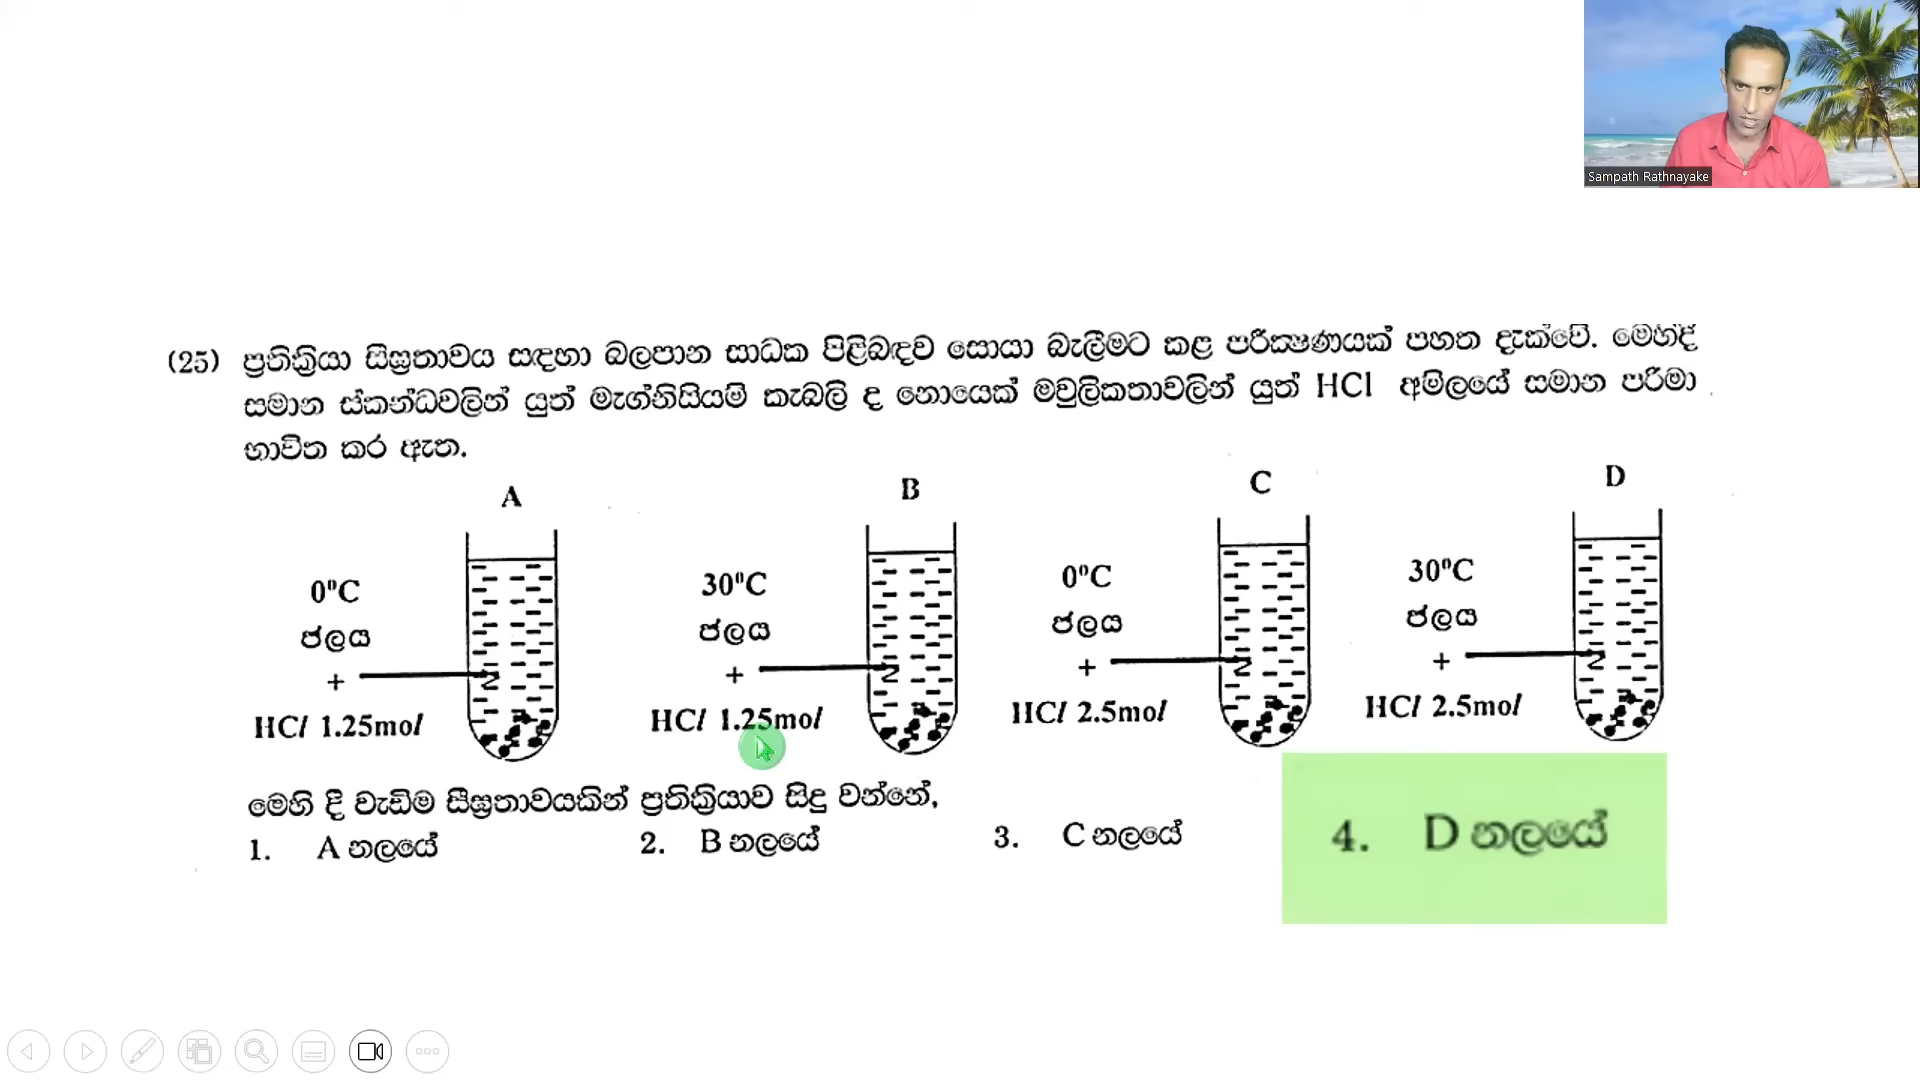 Sampath Rathnayake
(25) ප්‍රතික්‍රියා සීඝ්‍රතාවය සඳහා බලපාන සාධක පිළිබඳව සොයා බැලීමට කළ පරීක්ෂණයක් පහත දැක්වේ. මෙහිදී
සමාන ස්කන්ධවලින් යුත් මැග්නීසියම් කැබලි ද නොයෙක් මවුලිකතාවලින් යුත් HCl අම්ලයේ සමාන පරිමා
භාවිත කර ඇත.
A B C D
0°C 30°C 0°C 30°C
ජලය ජලය ජලය ජලය
+ + + +
HCl 1.25mol HCl 1.25mol HCl 2.5mol HCl 2.5mol
මෙහි දී වැඩිම සීඝ්‍රතාවයකින් ප්‍රතික්‍රියාව සිදු වන්නේ,
1. A නලයේ 2. B නලයේ 3. C නලයේ 4. D නලයේ